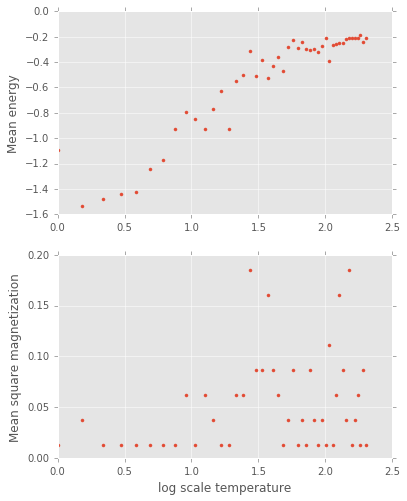 0.0
−0.2
−0.4
−0.6
−0.8
−1.0
−1.2
−1.4
−1.6
Mean energy
0.0 0.5 1.0 1.5 2.0 2.5
0.20
0.15
0.10
0.05
0.00
Mean square magnetization
0.0 0.5 1.0 1.5 2.0 2.5
log scale temperature